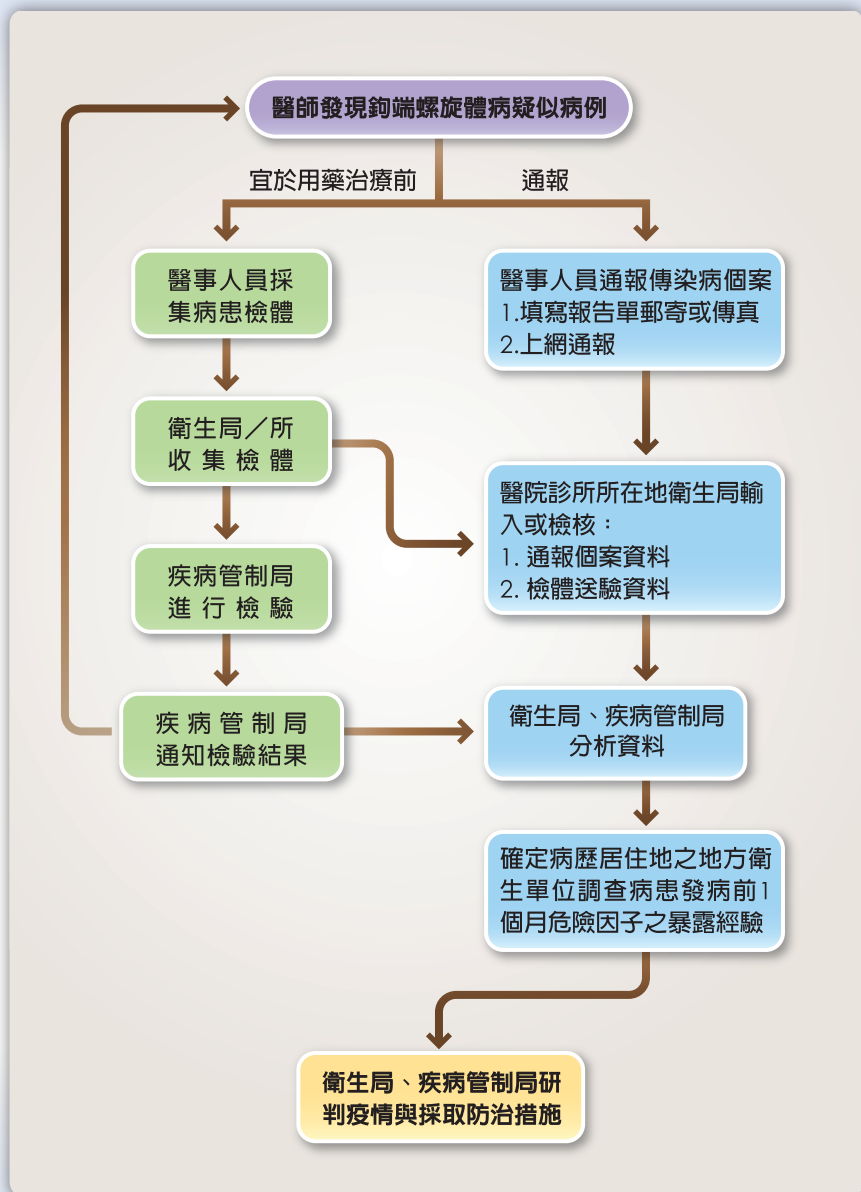 醫師發現鉤端螺旋體病疑似病例
宜於用藥治療前
通報
醫事人員採
集病患檢體
醫事人員通報傳染病個案
1.填寫報告單郵寄或傳真
2.上網通報
衛生局／所
收集檢體
醫院診所所在地衛生局輸
入或檢核：
1. 通報個案資料
2. 檢體送驗資料
疾病管制局
進行檢驗
疾病管制局
通知檢驗結果
衛生局、疾病管制局
分析資料
確定病歷居住地之地方衛
生單位調查病患發病前1
個月危險因子之暴露經驗
衛生局、疾病管制局研
判疫情與採取防治措施